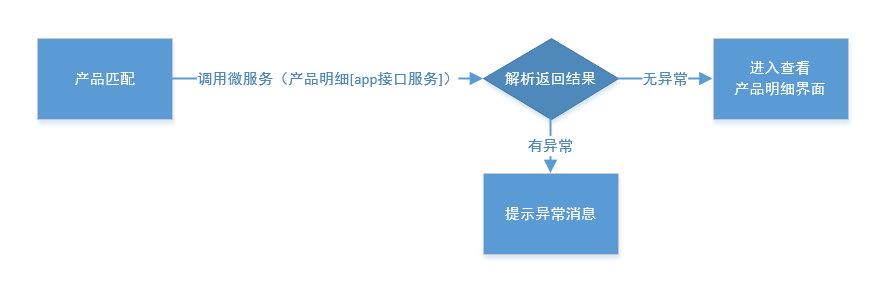 产品匹配
调用微服务（产品明细[app接口服务]）
解析返回结果
无异常
进入查看
产品明细界面
有异常
提示异常消息